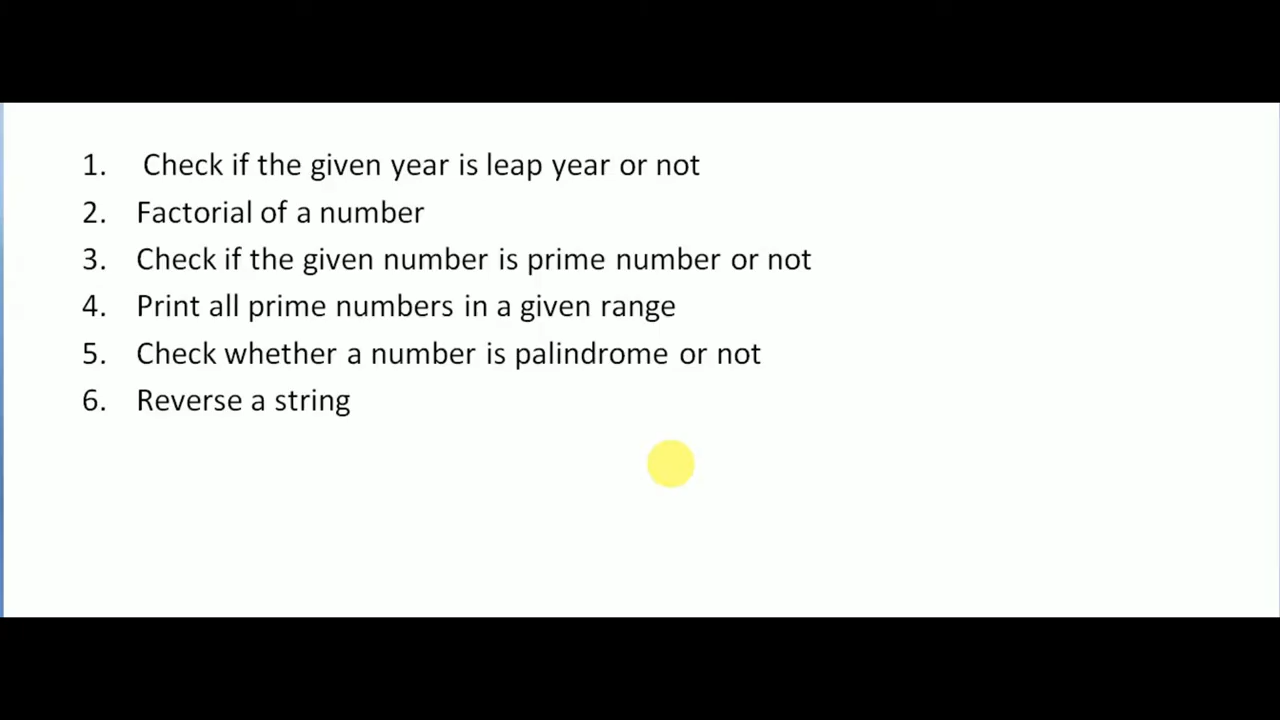 1. Check if the given year is leap year or not
2. Factorial of a number
3. Check if the given number is prime number or not
4. Print all prime numbers in a given range
5. Check whether a number is palindrome or not
6. Reverse a string